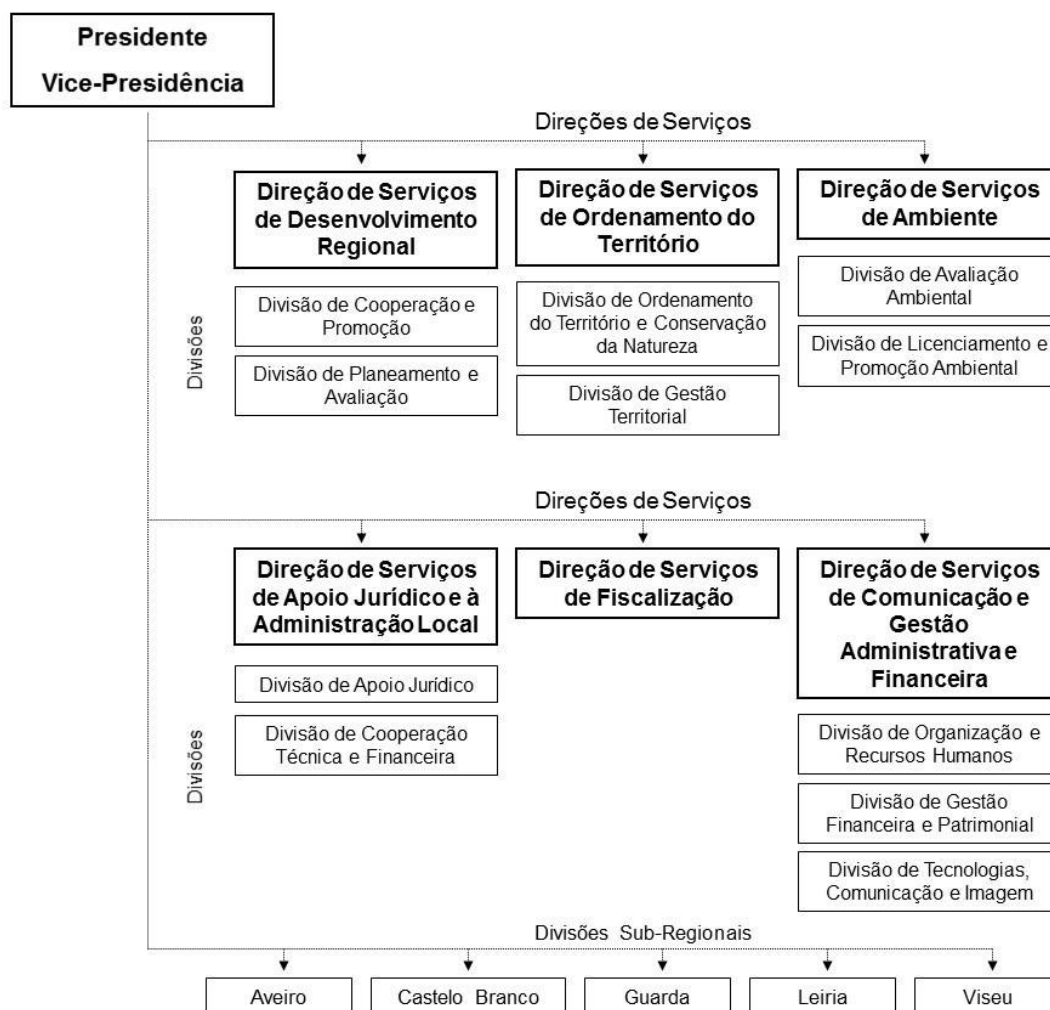 Presidente
Vice-Presidência
Direções de Serviços
Direção de Serviços
de Desenvolvimento
Regional
Direção de Serviços
de Ordenamento do
Território
Direção de Serviços
de Ambiente
Divisões
Divisão de Cooperação e
Promoção
Divisão de Planeamento e
Avaliação
Divisão de Ordenamento
do Território e Conservação
da Natureza
Divisão de Gestão
Territorial
Divisão de Avaliação
Ambiental
Divisão de Licenciamento e
Promoção Ambiental
Direções de Serviços
Direção de Serviços
de Apoio Jurídico e à
Administração Local
Direção de Serviços
de Fiscalização
Direção de Serviços
de Comunicação e
Gestão
Administrativa e
Financeira
Divisões
Divisão de Apoio Jurídico
Divisão de Cooperação
Técnica e Financeira
Divisão de Organização e
Recursos Humanos
Divisão de Gestão
Financeira e Patrimonial
Divisão de Tecnologias,
Comunicação e Imagem
Divisões Sub-Regionais
Aveiro
Castelo Branco
Guarda
Leiria
Viseu